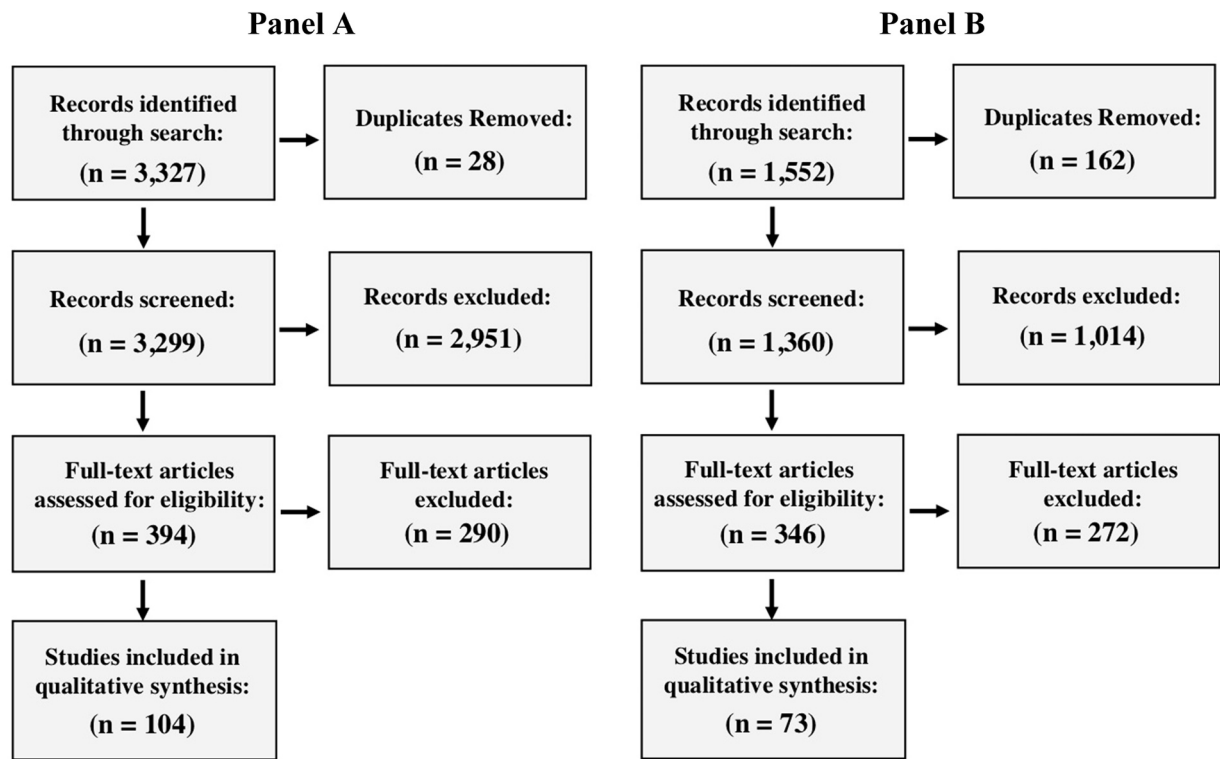 Panel A
Records identified
through search:
(n = 3,327)
Duplicates Removed:
(n = 28)
Records screened:
(n = 3,299)
Records excluded:
(n = 2,951)
Full-text articles
assessed for eligibility:
(n = 394)
Full-text articles
excluded:
(n = 290)
Studies included in
qualitative synthesis:
(n = 104)
Panel B
Records identified
through search:
(n = 1,552)
Duplicates Removed:
(n = 162)
Records screened:
(n = 1,360)
Records excluded:
(n = 1,014)
Full-text articles
assessed for eligibility:
(n = 346)
Full-text articles
excluded:
(n = 272)
Studies included in
qualitative synthesis:
(n = 73)